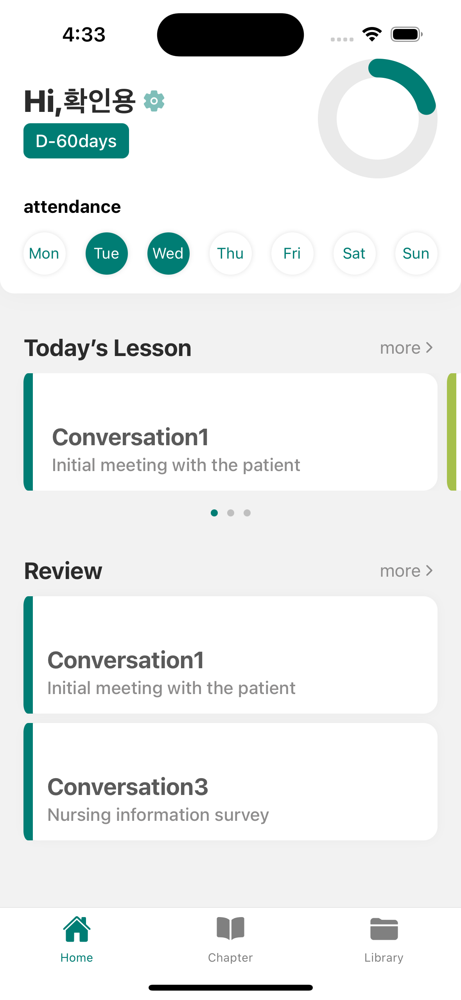 4:33
Hi,확인용
D-60days
attendance
Mon Tue Wed Thu Fri Sat Sun
Today’s Lesson
more
Conversation1
Initial meeting with the patient
Review
more
Conversation1
Initial meeting with the patient
Conversation3
Nursing information survey
Home Chapter Library